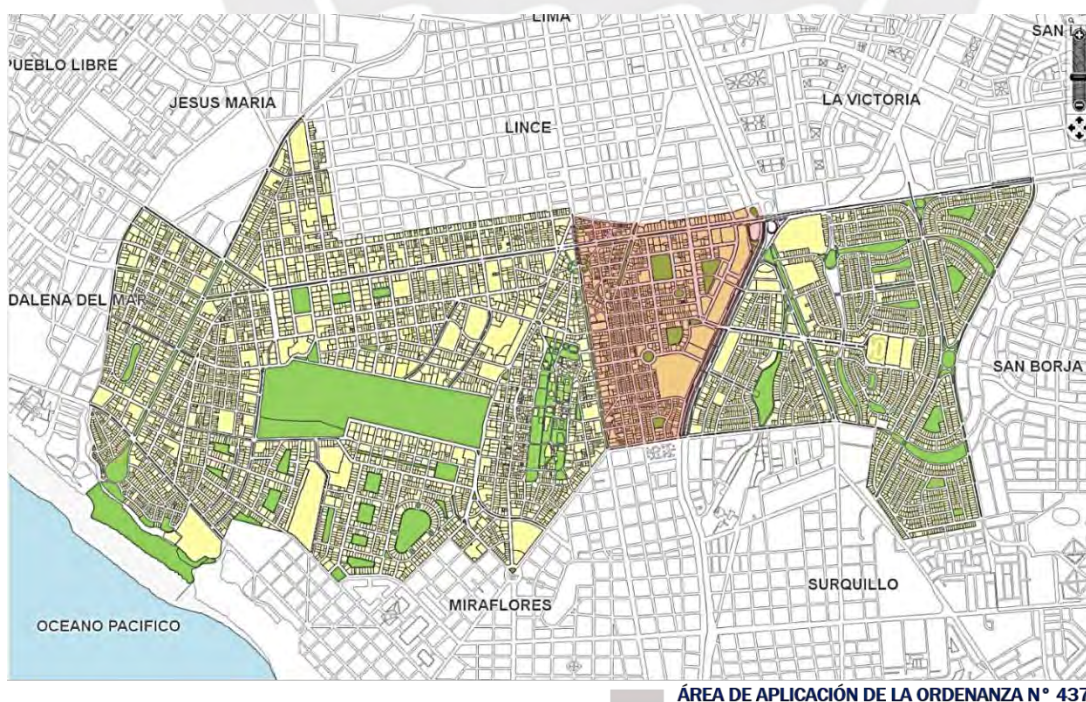 LIMA
SAN L
PUEBLO LIBRE
JESUS MARIA
LA VICTORIA
LINCE
DALENA DEL MAR
SAN BORJA
SURQUILLO
MIRAFLORES
OCEANO PACIFICO
ÁREA DE APLICACIÓN DE LA ORDENANZA N° 437